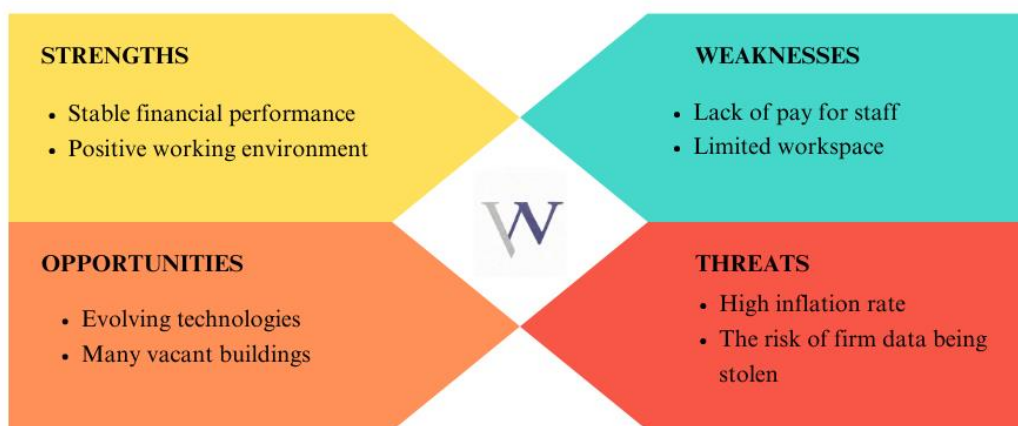 STRENGTHS
• Stable financial performance
• Positive working environment
WEAKNESSES
• Lack of pay for staff
• Limited workspace
W
OPPORTUNITIES
• Evolving technologies
• Many vacant buildings
THREATS
• High inflation rate
• The risk of firm data being
stolen